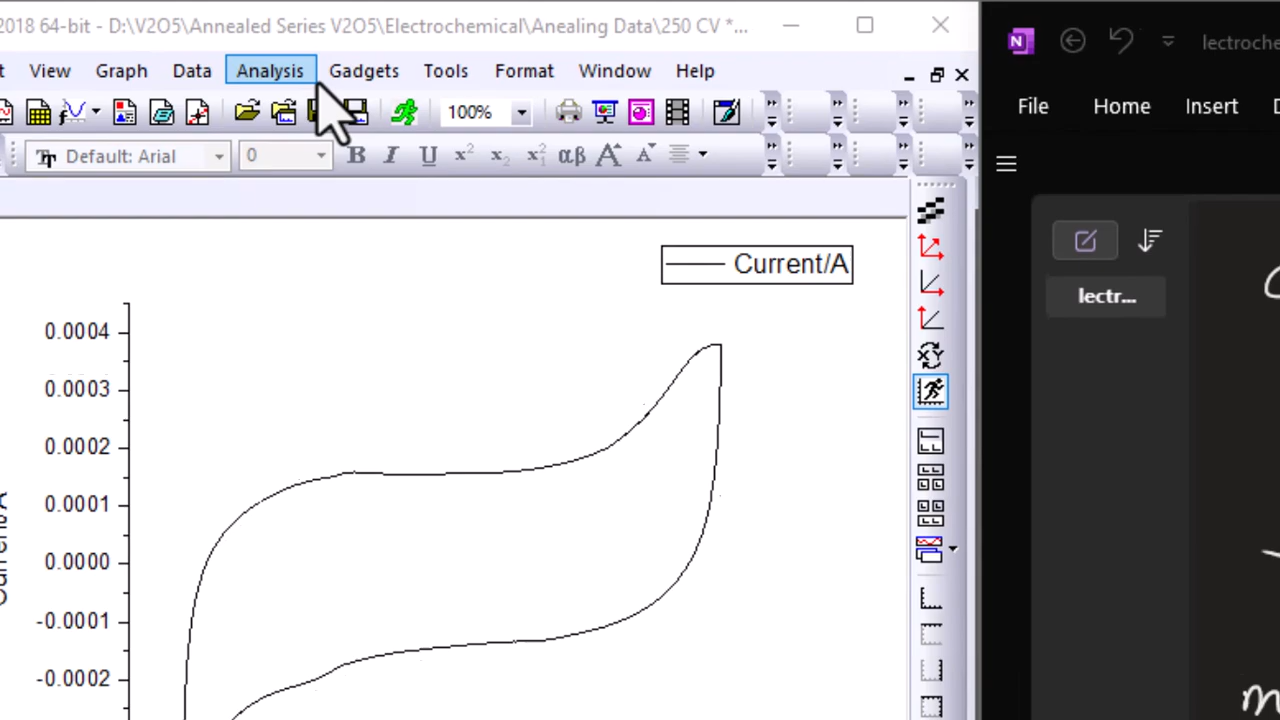 2018 64-bit - D:\V2O5\Annealed Series V2O5\Electrochemical\Anealing Data\250 CV *...
View Graph Data Analysis Gadgets Tools Format Window Help
100%
Default: Arial 0 B I U x² x₂ x²₁ αβ A A
Current/A
0.0004
0.0003
0.0002
0.0001
0.0000
-0.0001
-0.0002
Current/A
XY
N
lectroche
File Home Insert
lectr...